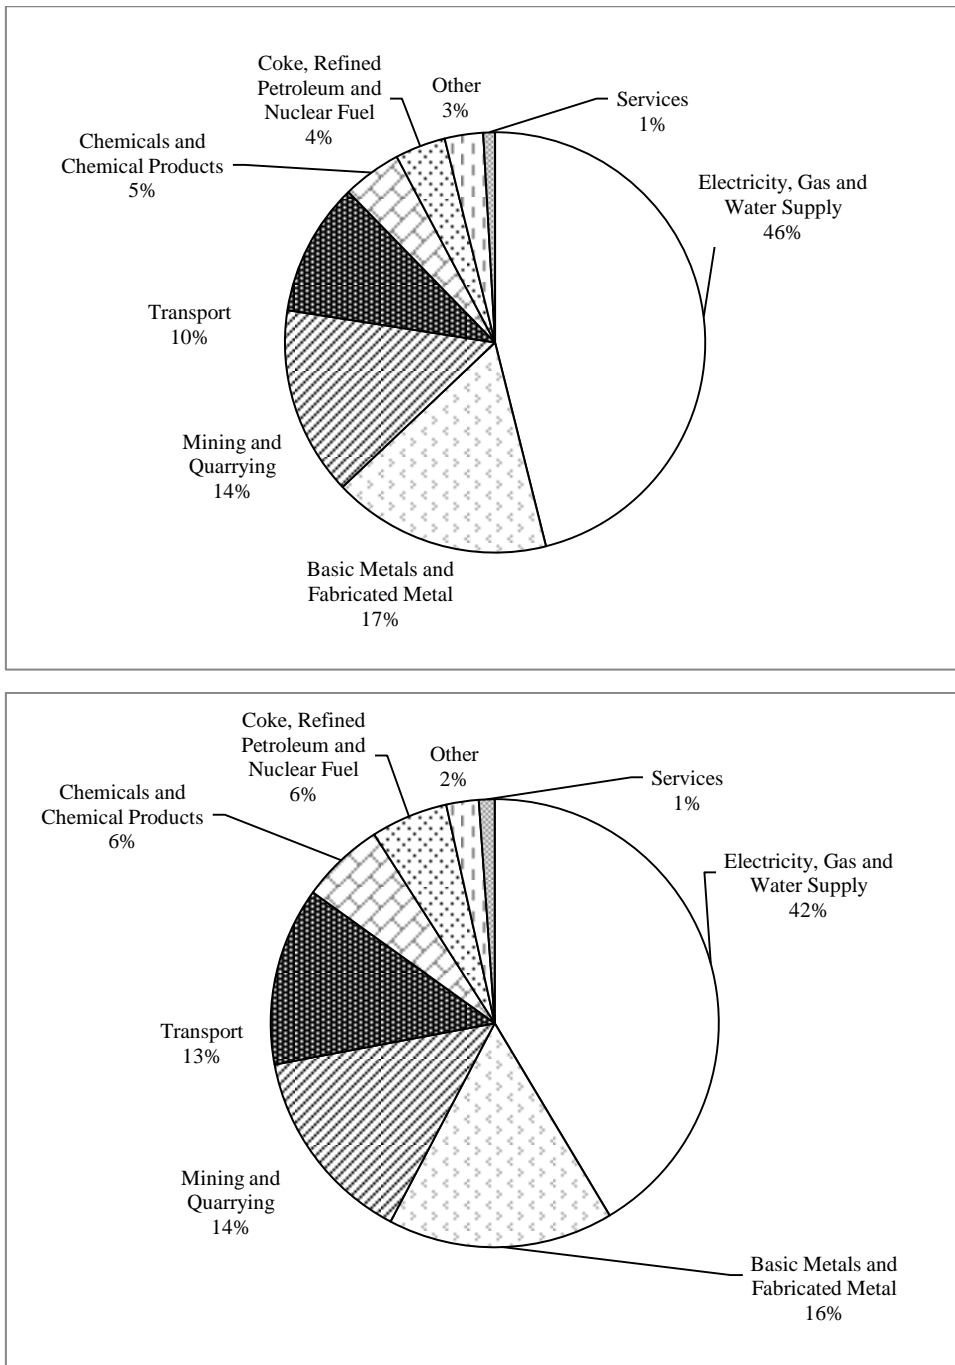 Coke, Refined
Petroleum and
Nuclear Fuel
4%
Other
3%
Services
1%
Chemicals and
Chemical Products
5%
Electricity, Gas and
Water Supply
46%
Transport
10%
Mining and
Quarrying
14%
Basic Metals and
Fabricated Metal
17%
Coke, Refined
Petroleum and
Nuclear Fuel
6%
Other
2%
Services
1%
Chemicals and
Chemical Products
6%
Electricity, Gas and
Water Supply
42%
Transport
13%
Mining and
Quarrying
14%
Basic Metals and
Fabricated Metal
16%